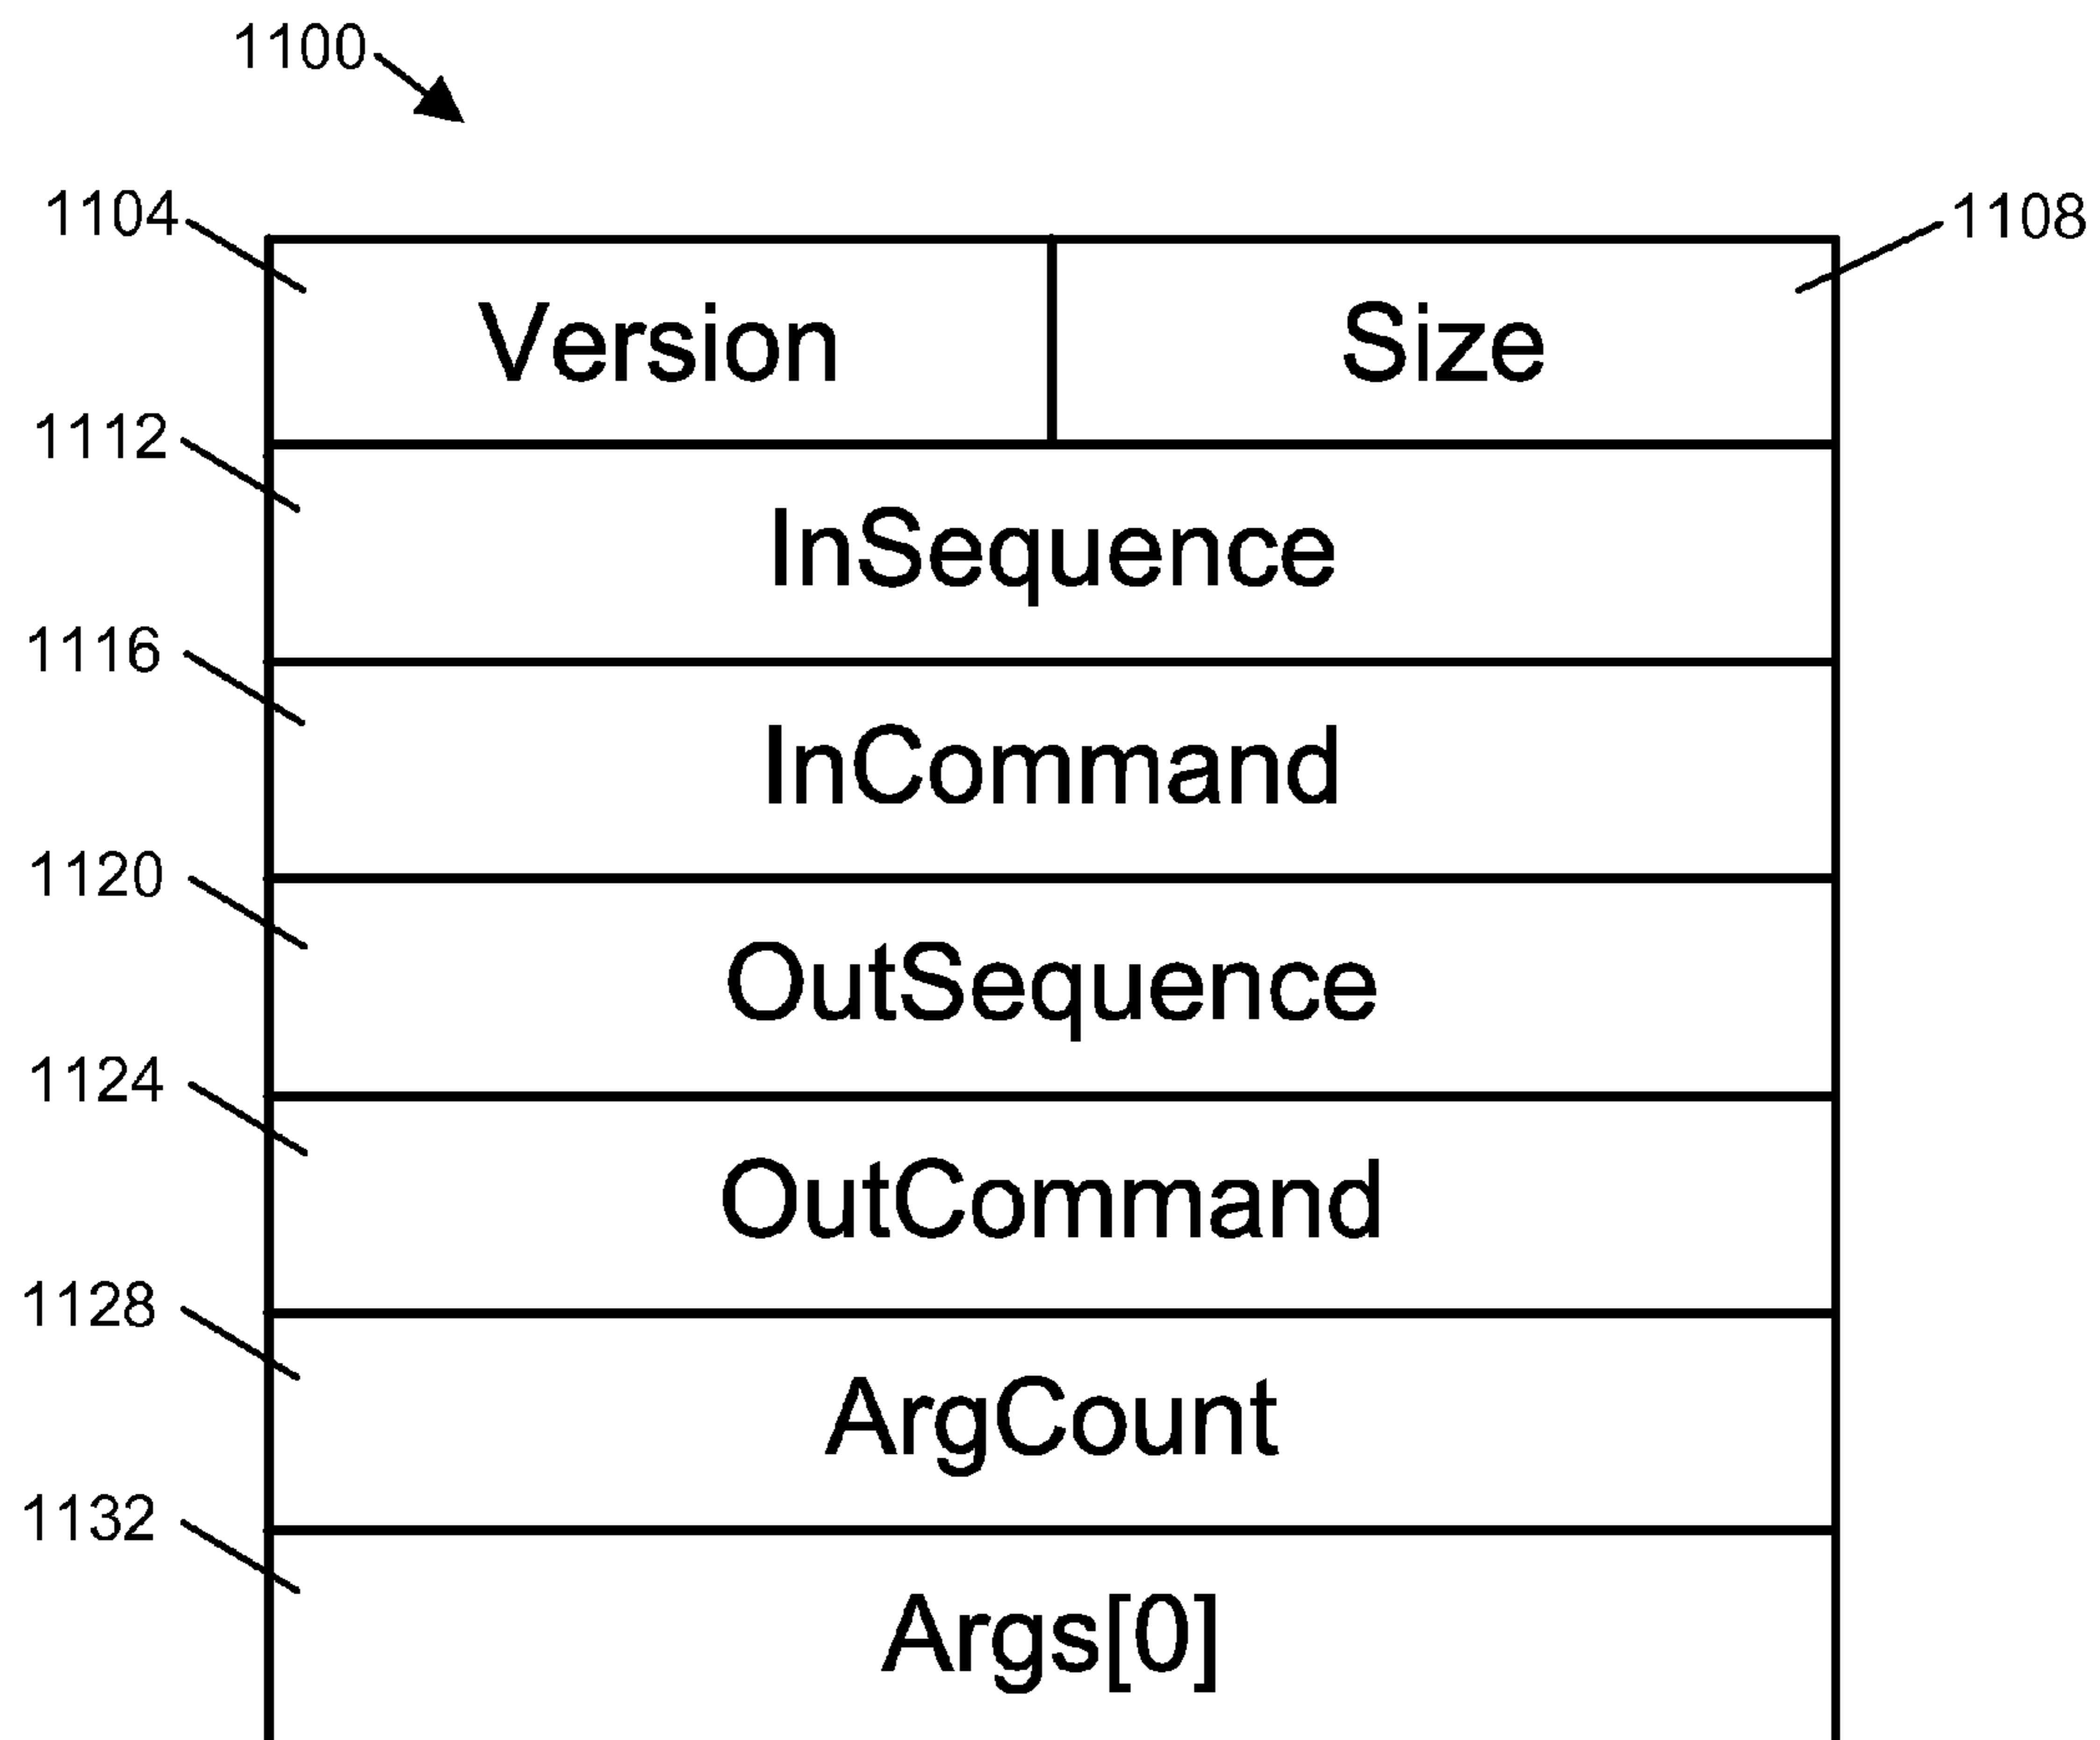 1100
1104
1108
Version Size
1112
InSequence
1116
InCommand
1120
OutSequence
1124
OutCommand
1128
ArgCount
1132
Args[0]